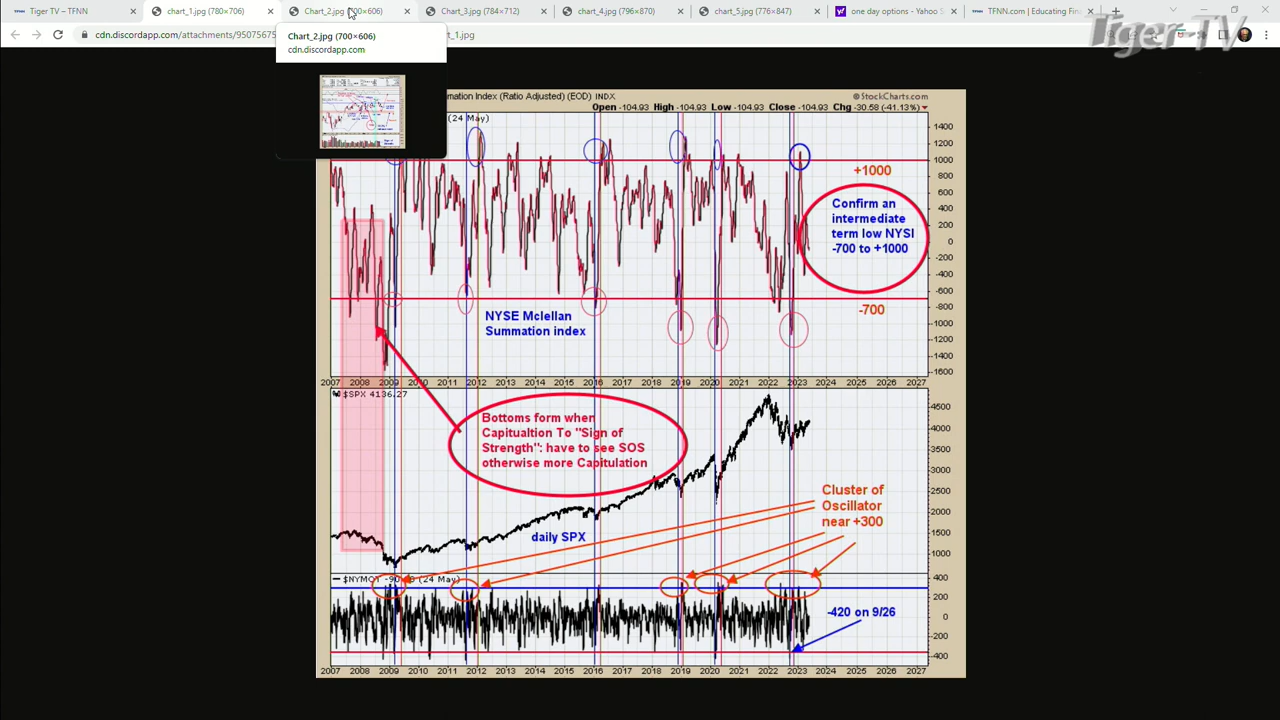 Tiger TV – TFNN
chart_1.jpg (780×706)
Chart_2.jpg (700×606)
Chart_3.jpg (784×712)
chart_4.jpg (796×870)
chart_5.jpg (776×847)
one day options - Yahoo S
TFNN.com | Educating Fin
Tiger TV
cdn.discordapp.com/attachments/95075675
Chart_2.jpg (700×606)
cdn.discordapp.com
mation Index (Ratio Adjusted) (EOD) INDX
© StockCharts.com
Open -104.93 High -104.93 Low -104.93 Close -104.93 Chg -30.58 (-41.13%)
(24 May)
1400
1200
1000
800
600
400
200
0
-200
-400
-600
-800
-1000
-1200
-1400
-1600
+1000
Confirm an
intermediate
term low NYSI
-700 to +1000
-700
NYSE Mclellan
Summation index
2007 2008 2009 2010 2011 2012 2013 2014 2015 2016 2017 2018 2019 2020 2021 2022 2023 2024 2025 2026 2027
$SPX 4136.27
4500
4000
3500
3000
2500
2000
1500
1000
Bottoms form when
Capitualtion To "Sign of
Strength": have to see SOS
otherwise more Capitulation
daily SPX
Cluster of
Oscillator
near +300
(24 May)
400
200
0
-200
-400
-420 on 9/26
2007 2008 2009 2010 2011 2012 2013 2014 2015 2016 2017 2018 2019 2020 2021 2022 2023 2024 2025 2026 2027